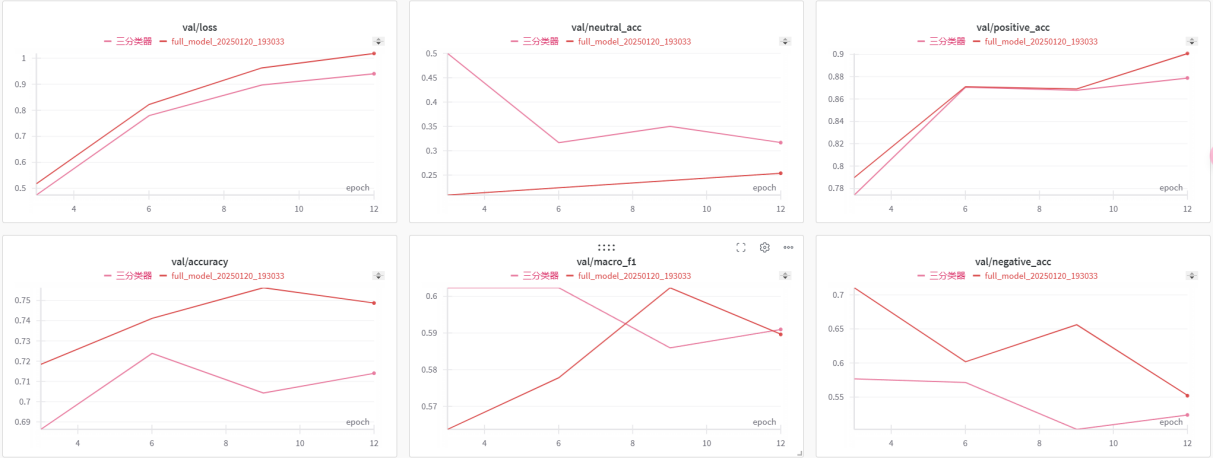 val/loss
三分类器 full_model_20250120_193033
1
0.9
0.8
0.7
0.6
0.5
epoch
4 6 8 10 12
val/neutral_acc
三分类器 full_model_20250120_193033
0.5
0.45
0.4
0.35
0.3
0.25
epoch
4 6 8 10 12
val/positive_acc
三分类器 full_model_20250120_193033
0.9
0.88
0.86
0.84
0.82
0.8
0.78
epoch
4 6 8 10 12
val/accuracy
三分类器 full_model_20250120_193033
0.75
0.74
0.73
0.72
0.71
0.7
0.69
epoch
4 6 8 10 12
val/macro_f1
三分类器 full_model_20250120_193033
0.6
0.59
0.58
0.57
epoch
4 6 8 10 12
val/negative_acc
三分类器 full_model_20250120_193033
0.7
0.65
0.6
0.55
epoch
4 6 8 10 12